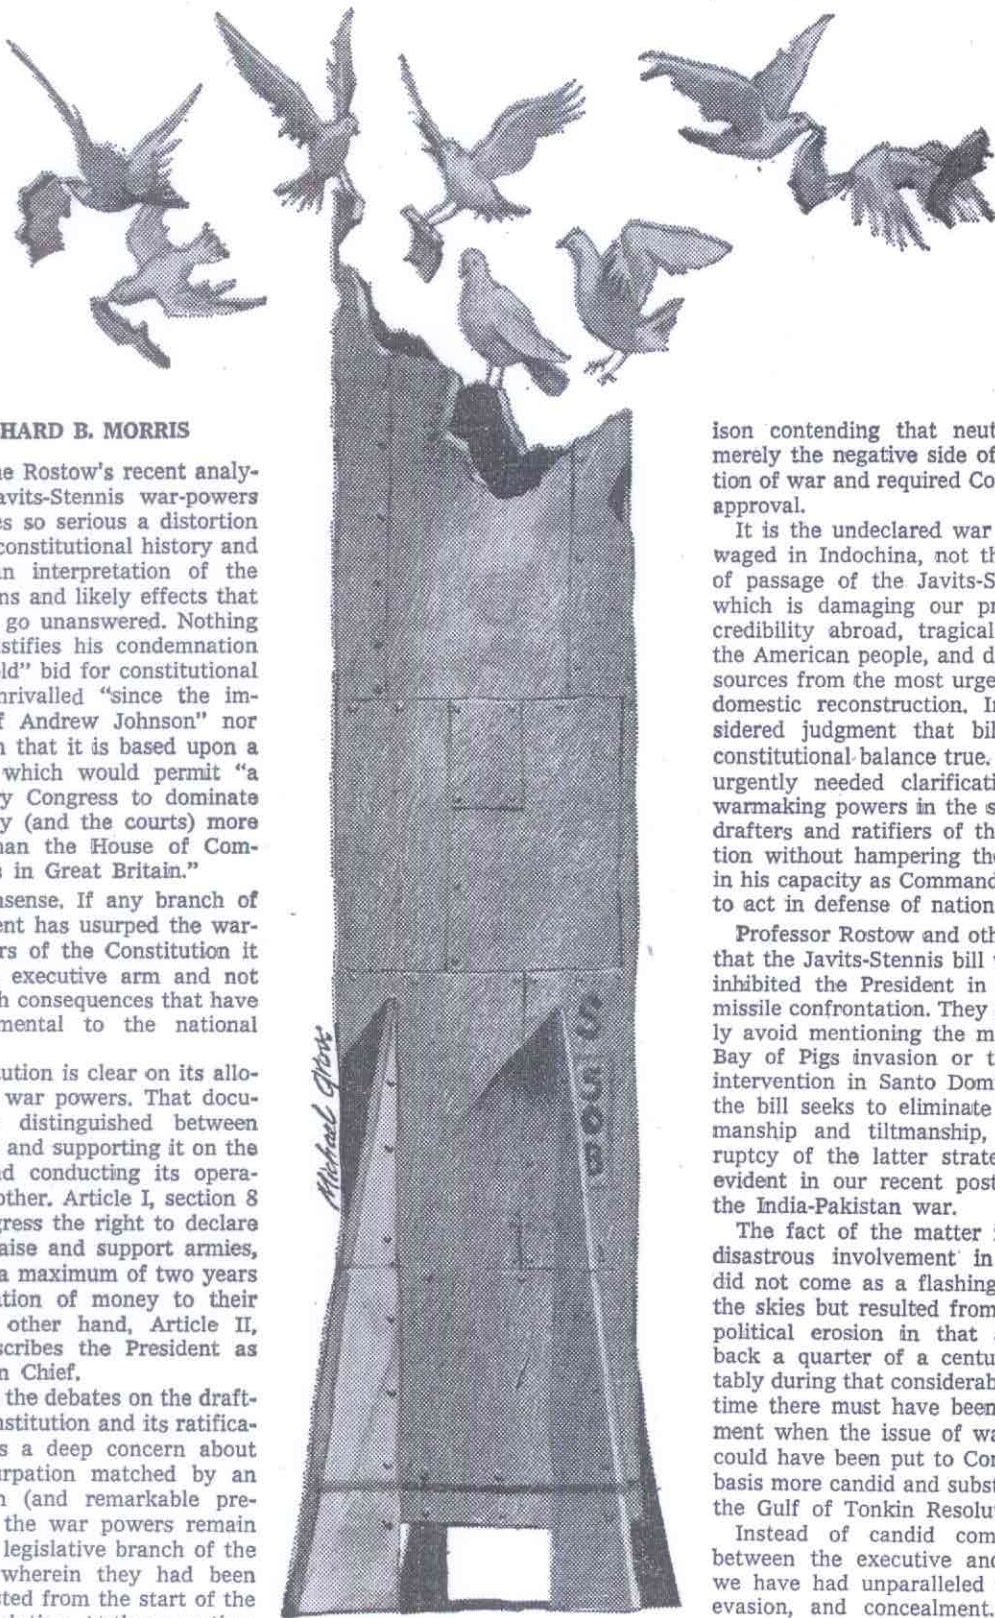 HARD B. MORRIS
ne Rostow's recent analy-
avits-Stennis war-powers
es so serious a distortion
constitutional history and
an interpretation of the
ns and likely effects that
go unanswered. Nothing
stifies his condemnation
old" bid for constitutional
nrivalled "since the im-
f Andrew Johnson" nor
n that it is based upon a
which would permit "a
ry Congress to dominate
y (and the courts) more
han the House of Com-
s in Great Britain."
nsense. If any branch of
ent has usurped the war-
rs of the Constitution it
executive arm and not
h consequences that have
mental to the national
ution is clear on its allo-
war powers. That docu-
distinguished between
and supporting it on the
nd conducting its opera-
other. Article I, section 8
gress the right to declare
aise and support armies,
a maximum of two years
ation of money to their
other hand, Article II,
scribes the President as
n Chief.
the debates on the draft-
nstitution and its ratifica-
s a deep concern about
urpation matched by an
n (and remarkable pre-
the war powers remain
legislative branch of the
wherein they had been
sted from the start of the
Michael Gross
ison contending that neut
merely the negative side of
tion of war and required Co
approval.
It is the undeclared war
waged in Indochina, not th
of passage of the Javits-S
which is damaging our pr
credibility abroad, tragical
the American people, and d
sources from the most urge
domestic reconstruction. In
sidered judgment that bil
constitutional balance true.
urgently needed clarificati
warmaking powers in the s
drafters and ratifiers of th
tion without hampering the
in his capacity as Command
to act in defense of nation
Professor Rostow and oth
that the Javits-Stennis bill
inhibited the President in
missile confrontation. They
ly avoid mentioning the m
Bay of Pigs invasion or t
intervention in Santo Dom
the bill seeks to eliminate
manship and tiltmanship,
ruptcy of the latter strate
evident in our recent post
the India-Pakistan war.
The fact of the matter i
disastrous involvement in
did not come as a flashing
the skies but resulted from
political erosion in that
back a quarter of a centu
tably during that considerab
time there must have been
ment when the issue of wa
could have been put to Con
basis more candid and subst
the Gulf of Tonkin Resolu
Instead of candid com
between the executive and
we have had unparalleled
evasion, and concealment.